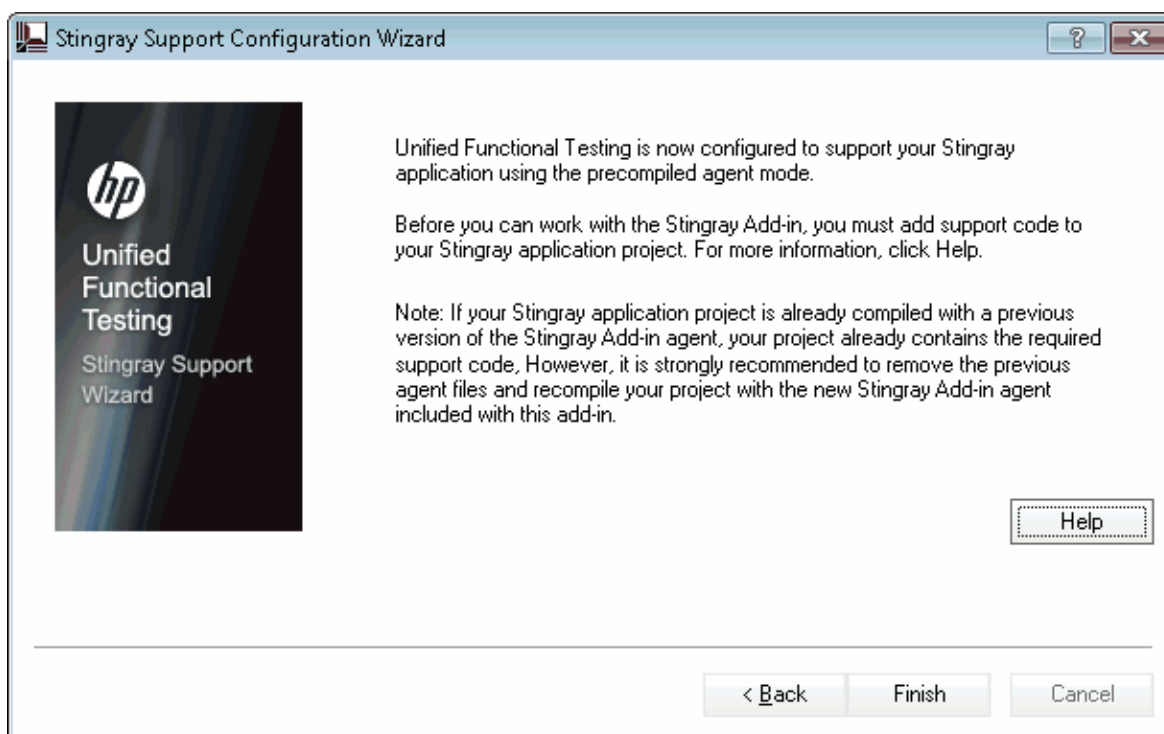 Stingray Support Configuration Wizard
?
hp
Unified
Functional
Testing
Stingray Support
Wizard
Unified Functional Testing is now configured to support your Stingray
application using the precompiled agent mode.
Before you can work with the Stingray Add-in, you must add support code to
your Stingray application project. For more information, click Help.
Note: If your Stingray application project is already compiled with a previous
version of the Stingray Add-in agent, your project already contains the required
support code, However, it is strongly recommended to remove the previous
agent files and recompile your project with the new Stingray Add-in agent
included with this add-in.
Help
< Back
Finish
Cancel